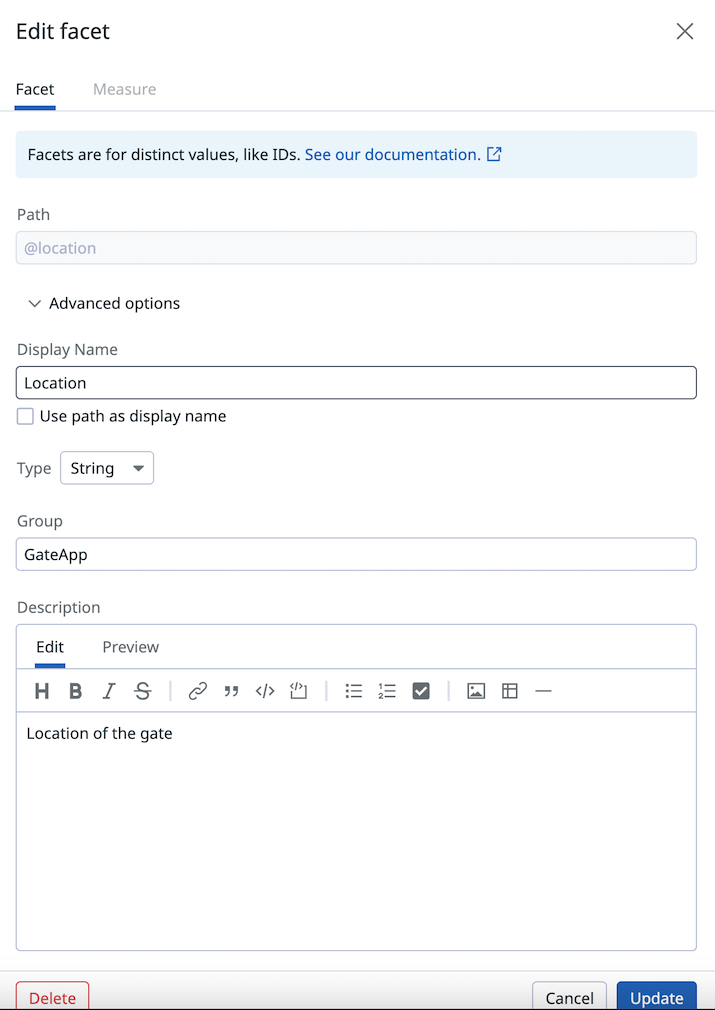 Edit facet
Facet Measure
Facets are for distinct values, like IDs. See our documentation.
Path
@location
Advanced options
Display Name
Location
Use path as display name
Type String
Group
GateApp
Description
Edit Preview
Location of the gate
Delete Cancel Update